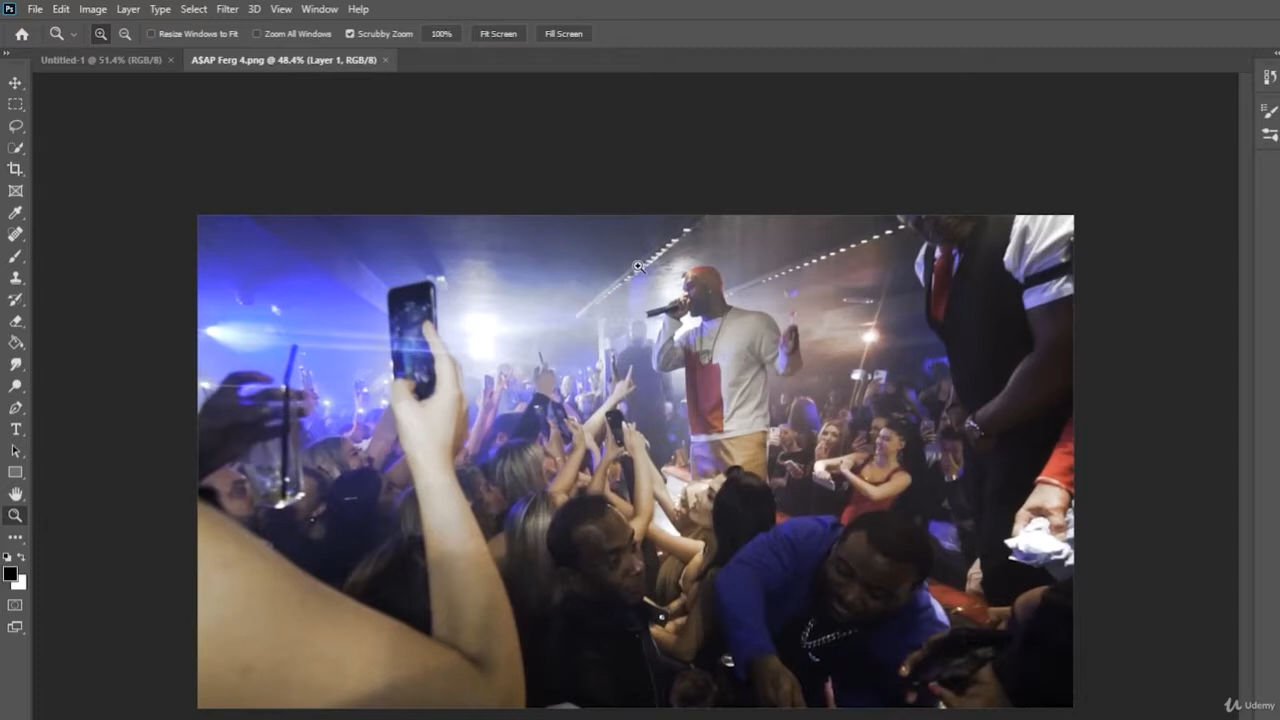 Ps File Edit Image Layer Type Select Filter 3D View Window Help
Resize Windows to Fit Zoom All Windows Scrubby Zoom 100% Fit Screen Fill Screen
Untitled-1 @ 51.4% (RGB/8) × A$AP Ferg 4.png @ 48.4% (Layer 1, RGB/8) ×
Udemy